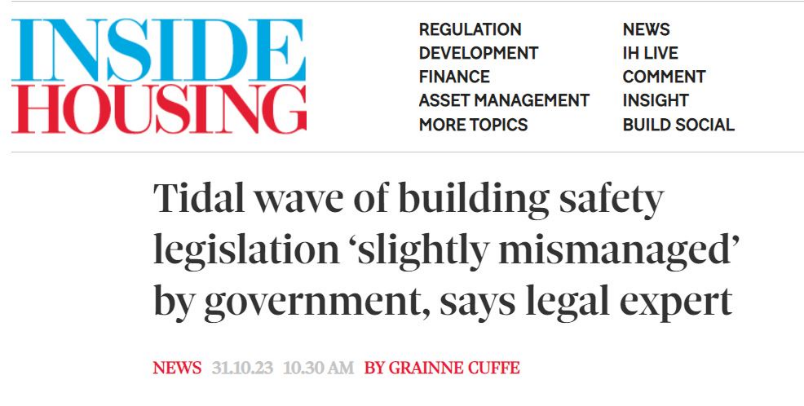 INSIDE
HOUSING
REGULATION
DEVELOPMENT
FINANCE
ASSET MANAGEMENT
MORE TOPICS
NEWS
IH LIVE
COMMENT
INSIGHT
BUILD SOCIAL
Tidal wave of building safety
legislation ‘slightly mismanaged’
by government, says legal expert
NEWS 31.10.23 10.30 AM BY GRAINNE CUFFE